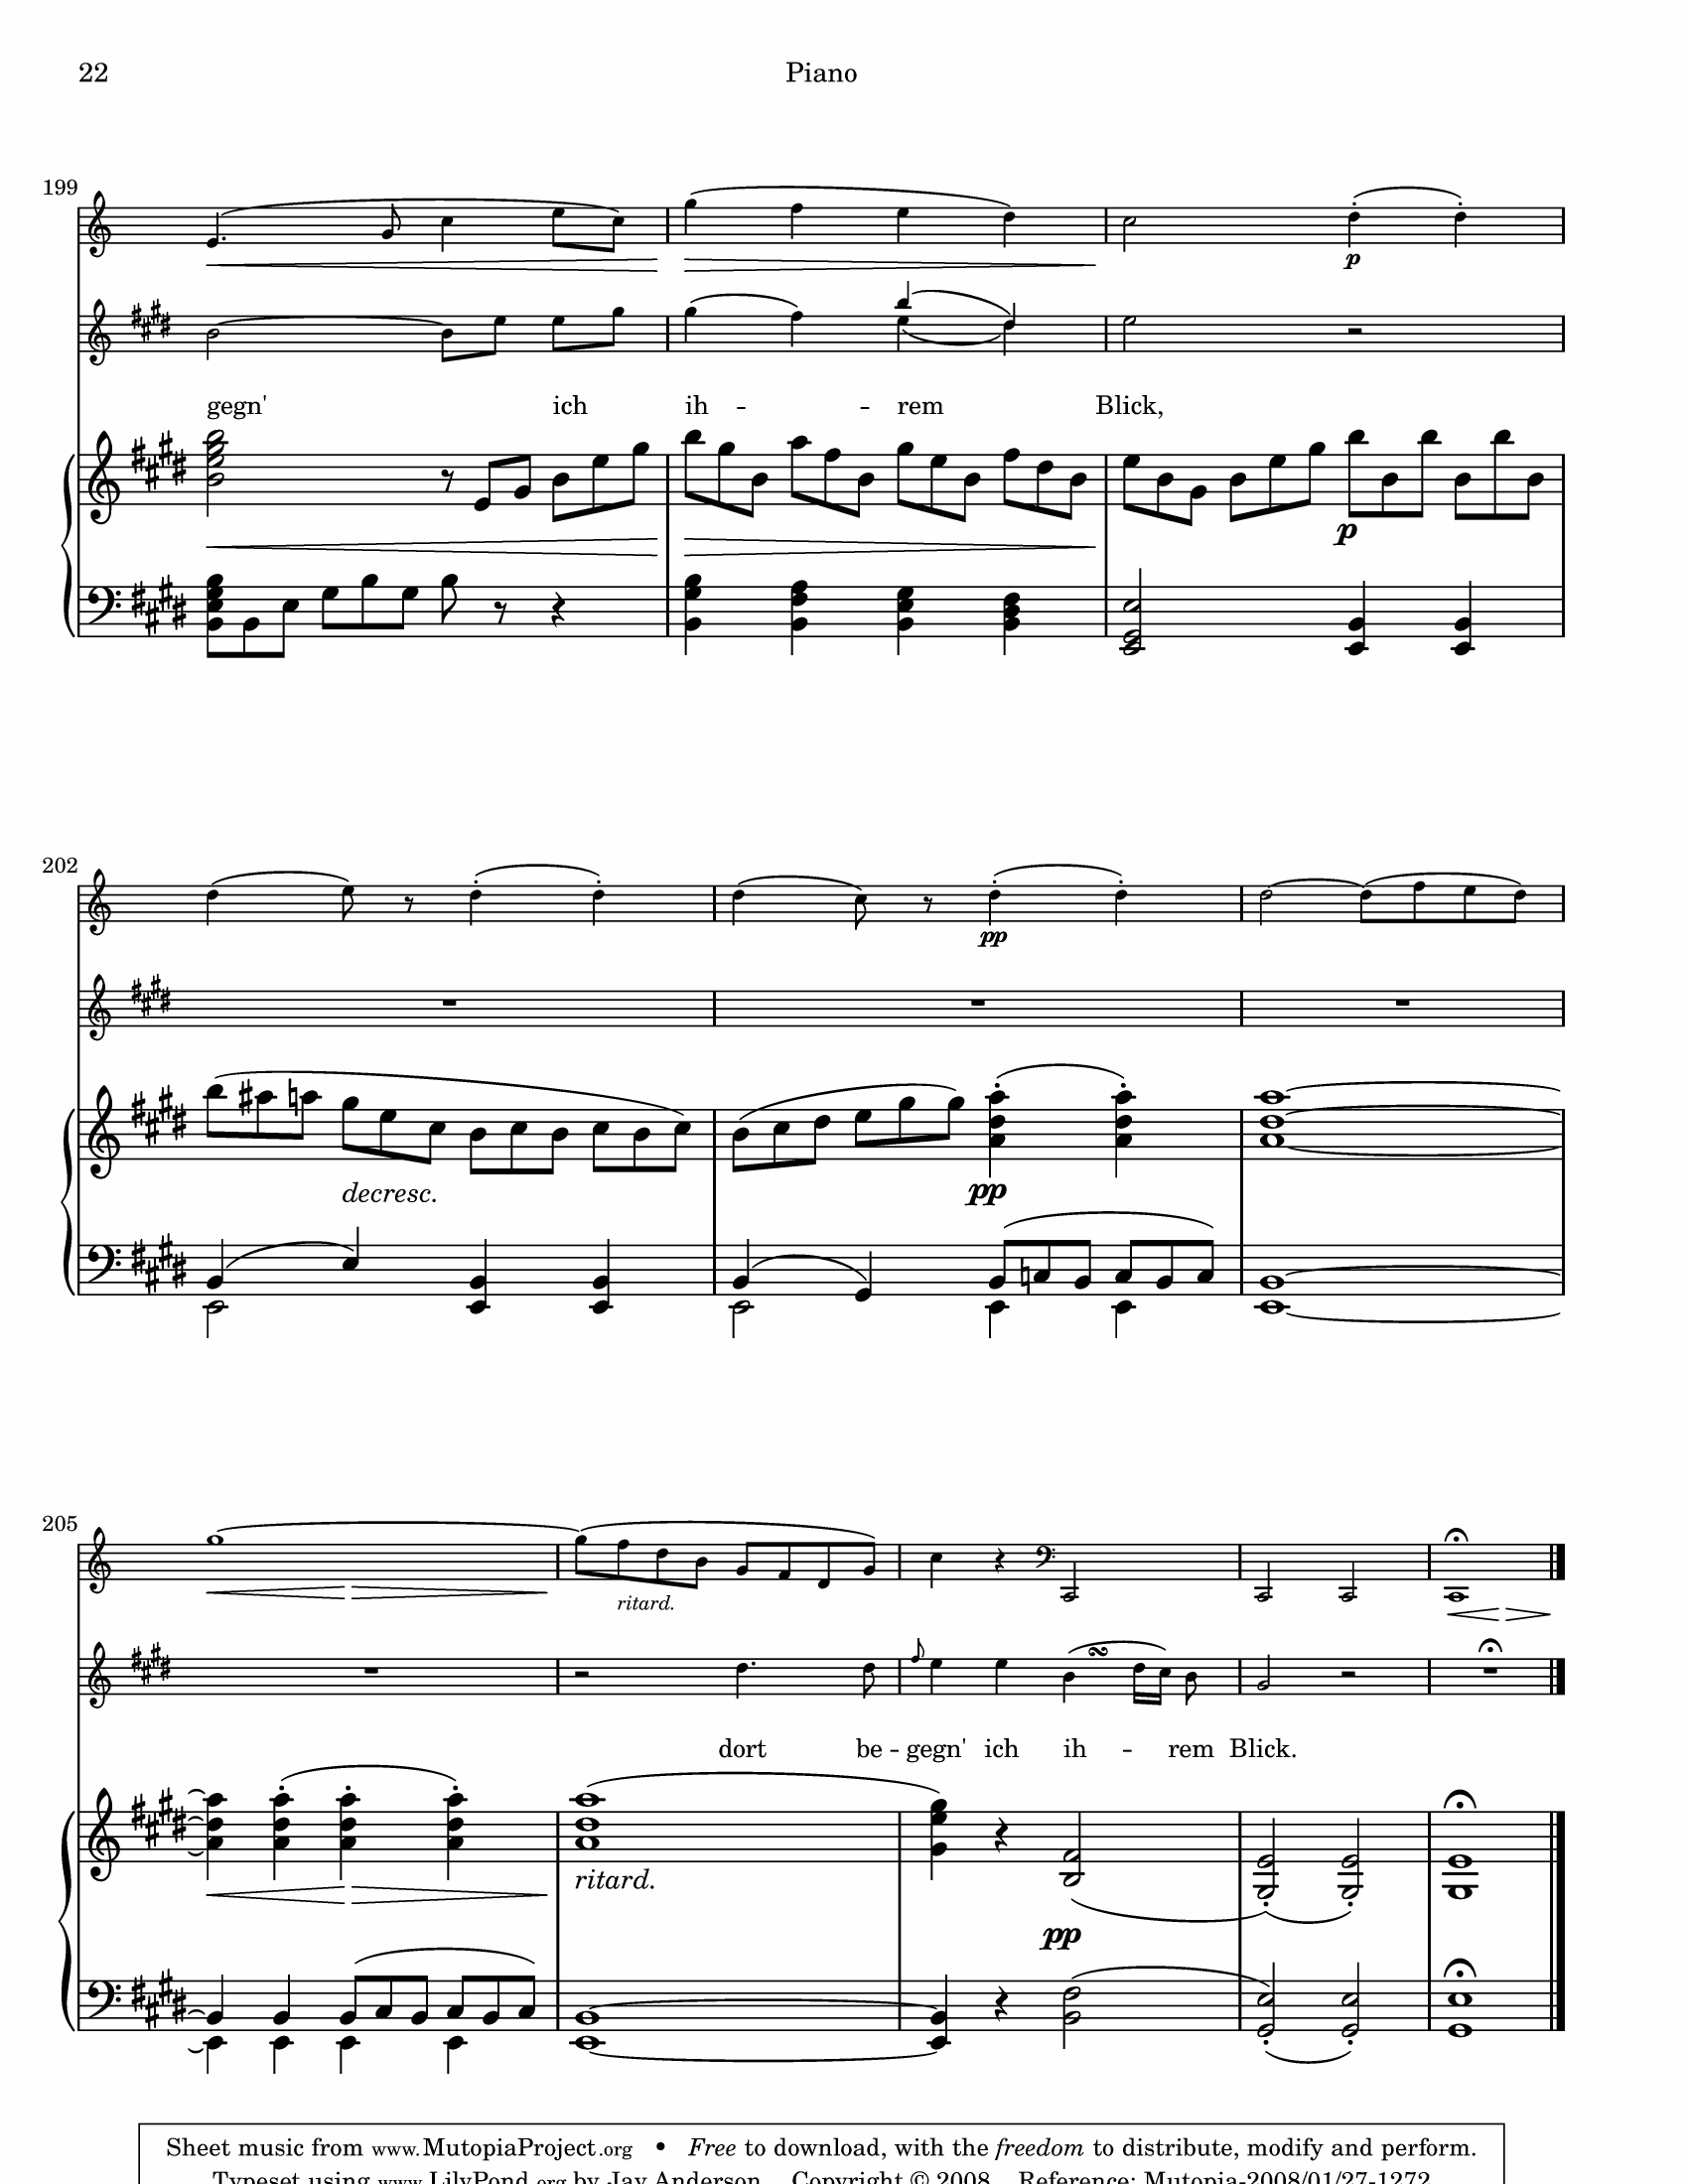 22 Piano
199
p
gegn' ich ih -- rem Blick,
p
202
pp
decresc.
pp
205
ritard.
dort be -- gegn' ich ih -- rem Blick.
ritard.
pp
Sheet music from www.MutopiaProject.org • Free to download, with the freedom to distribute, modify and perform.
Typeset using www.LilyPond.org by Jay Anderson. Copyright © 2008. Reference: Mutopia-2008/01/27-1272